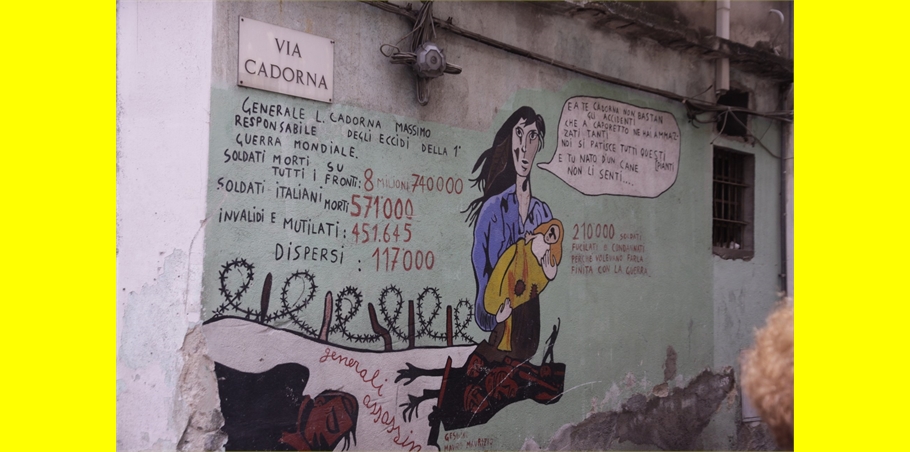 VIA
CADORNA
GENERALE L. CADORNA MASSIMO
RESPONSABILE DEGLI ECCIDI DELLA 1ª
GUERRA MONDIALE.
SOLDATI MORTI SU
TUTTI I FRONTI: 8 MILIONI 740000
SOLDATI ITALIANI MORTI 571000
INVALIDI E MUTILATI: 451.645
DISPERSI : 117000
E A TE CADORNA NON BASTAN
GLI ACCIDENTI
CHE A CAPORETTO NE HAI AMMAZ-
ZATI TANTI
NOI SI PATISCE TUTTI QUESTI
PIANTI
E TU NATO D'UN CANE
NON LI SENTI....
210000 SOLDATI
FUCILATI E CONDANNATI
PERCHE VOLEVANO FARLA
FINITA CON LA GUERRA
generali
assassini